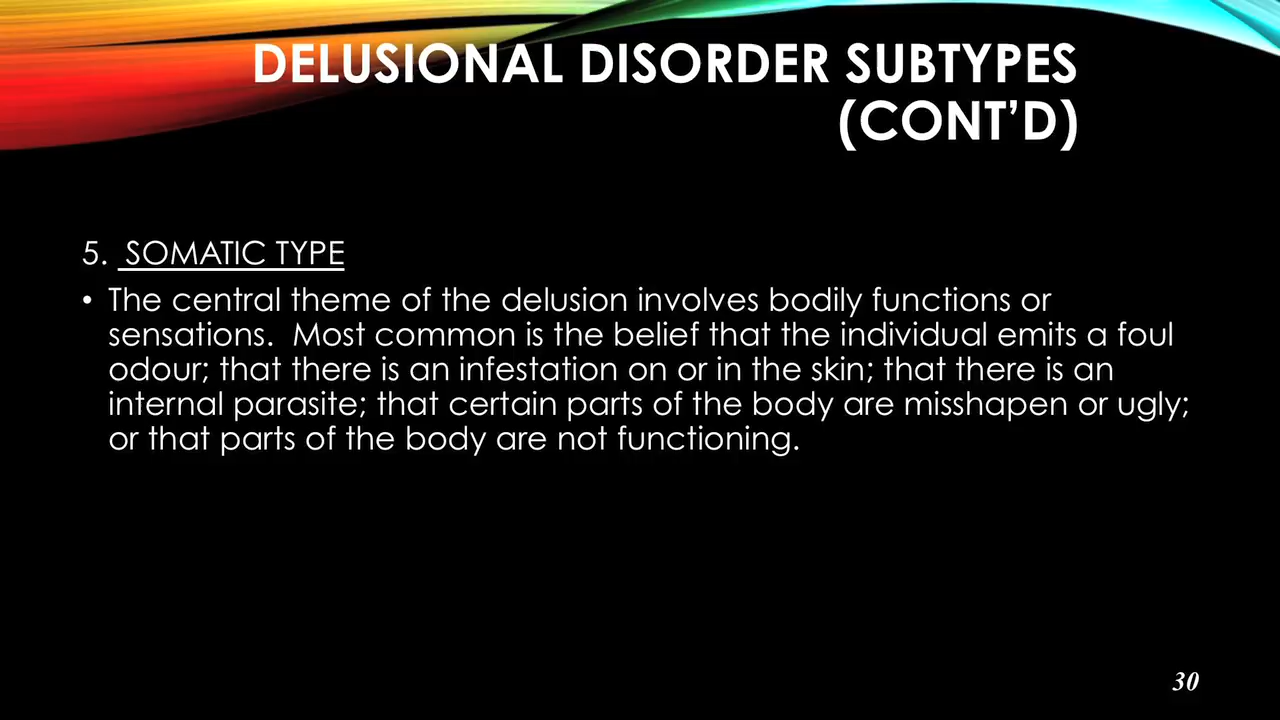 DELUSIONAL DISORDER SUBTYPES
(CONT’D)
5.  SOMATIC TYPE
• The central theme of the delusion involves bodily functions or
sensations.  Most common is the belief that the individual emits a foul
odour; that there is an infestation on or in the skin; that there is an
internal parasite; that certain parts of the body are misshapen or ugly;
or that parts of the body are not functioning.
30